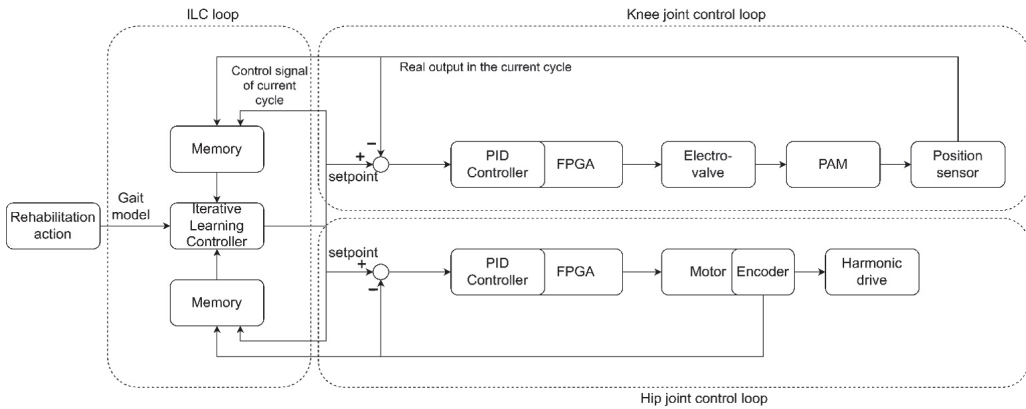 ILC loop
Knee joint control loop
Control signal
of current
cycle
Real output in the current cycle
Memory
−
+
setpoint
PID
Controller
FPGA
Electro-
valve
PAM
Position
sensor
Rehabilitation
action
Gait
model
Iterative
Learning
Controller
setpoint
+
−
PID
Controller
FPGA
Motor
Encoder
Harmonic
drive
Memory
Hip joint control loop